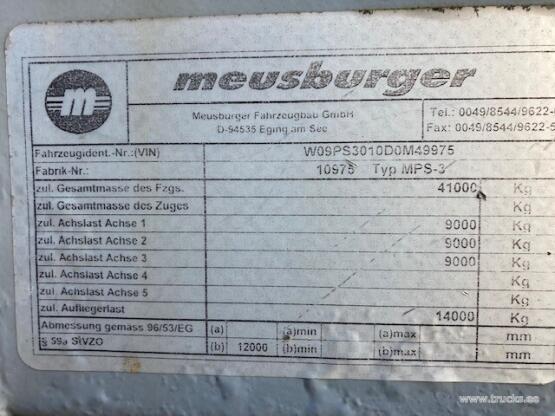 m meusburger
Meusburger Fahrzeugbau GmbH
D-94535 Eging am See
Tel.: 0049/8544/9622-
Fax: 0049/8544/9622-5
Fahrzeugident.-Nr.:(VIN) W09PS3010D0M49975
Fabrik-Nr.: 10975 Typ MPS-3
zul. Gesamtmasse des Fzgs. 41000 Kg
zul. Gesamtmasse des Zuges Kg
zul. Achslast Achse 1 9000 Kg
zul. Achslast Achse 2 9000 Kg
zul. Achslast Achse 3 9000 Kg
zul. Achslast Achse 4 Kg
zul. Achslast Achse 5 Kg
zul. Aufliegerlast 14000 Kg
Abmessung gemäss 96/53/EG (a) (a)min (a)max mm
§ 59a StVZO (b) 12000 (b)min (b)max mm
www.trucks.ee